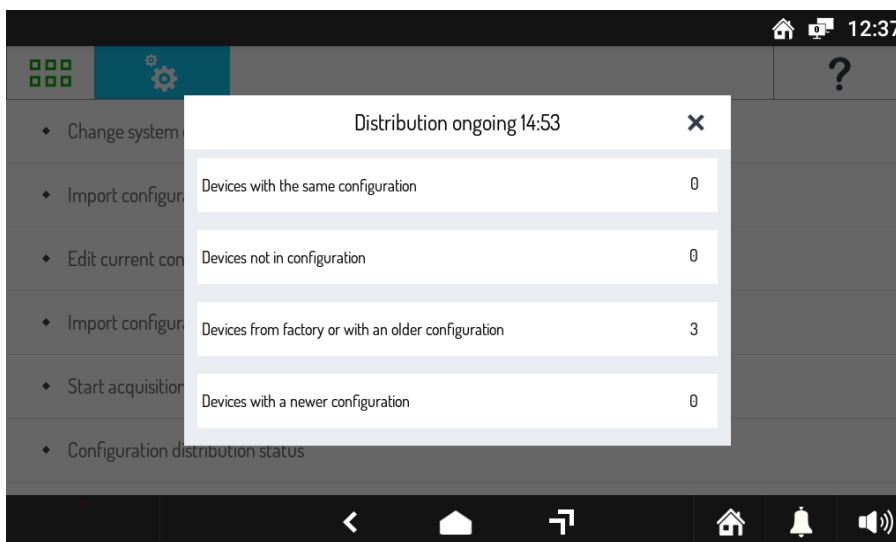 12:37
?
Distribution ongoing 14:53
Change system
Devices with the same configuration 0
Import configur
Devices not in configuration 0
Edit current con
Devices from factory or with an older configuration 3
Import configur
Start acquisition
Devices with a newer configuration 0
Configuration distribution status